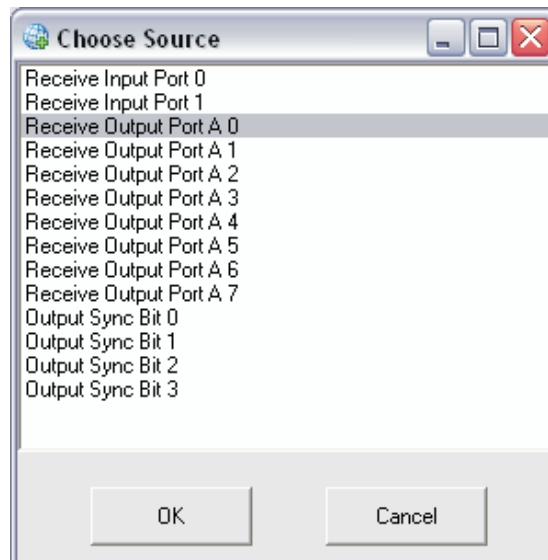 Choose Source
Receive Input Port 0
Receive Input Port 1
Receive Output Port A 0
Receive Output Port A 1
Receive Output Port A 2
Receive Output Port A 3
Receive Output Port A 4
Receive Output Port A 5
Receive Output Port A 6
Receive Output Port A 7
Output Sync Bit 0
Output Sync Bit 1
Output Sync Bit 2
Output Sync Bit 3
OK Cancel